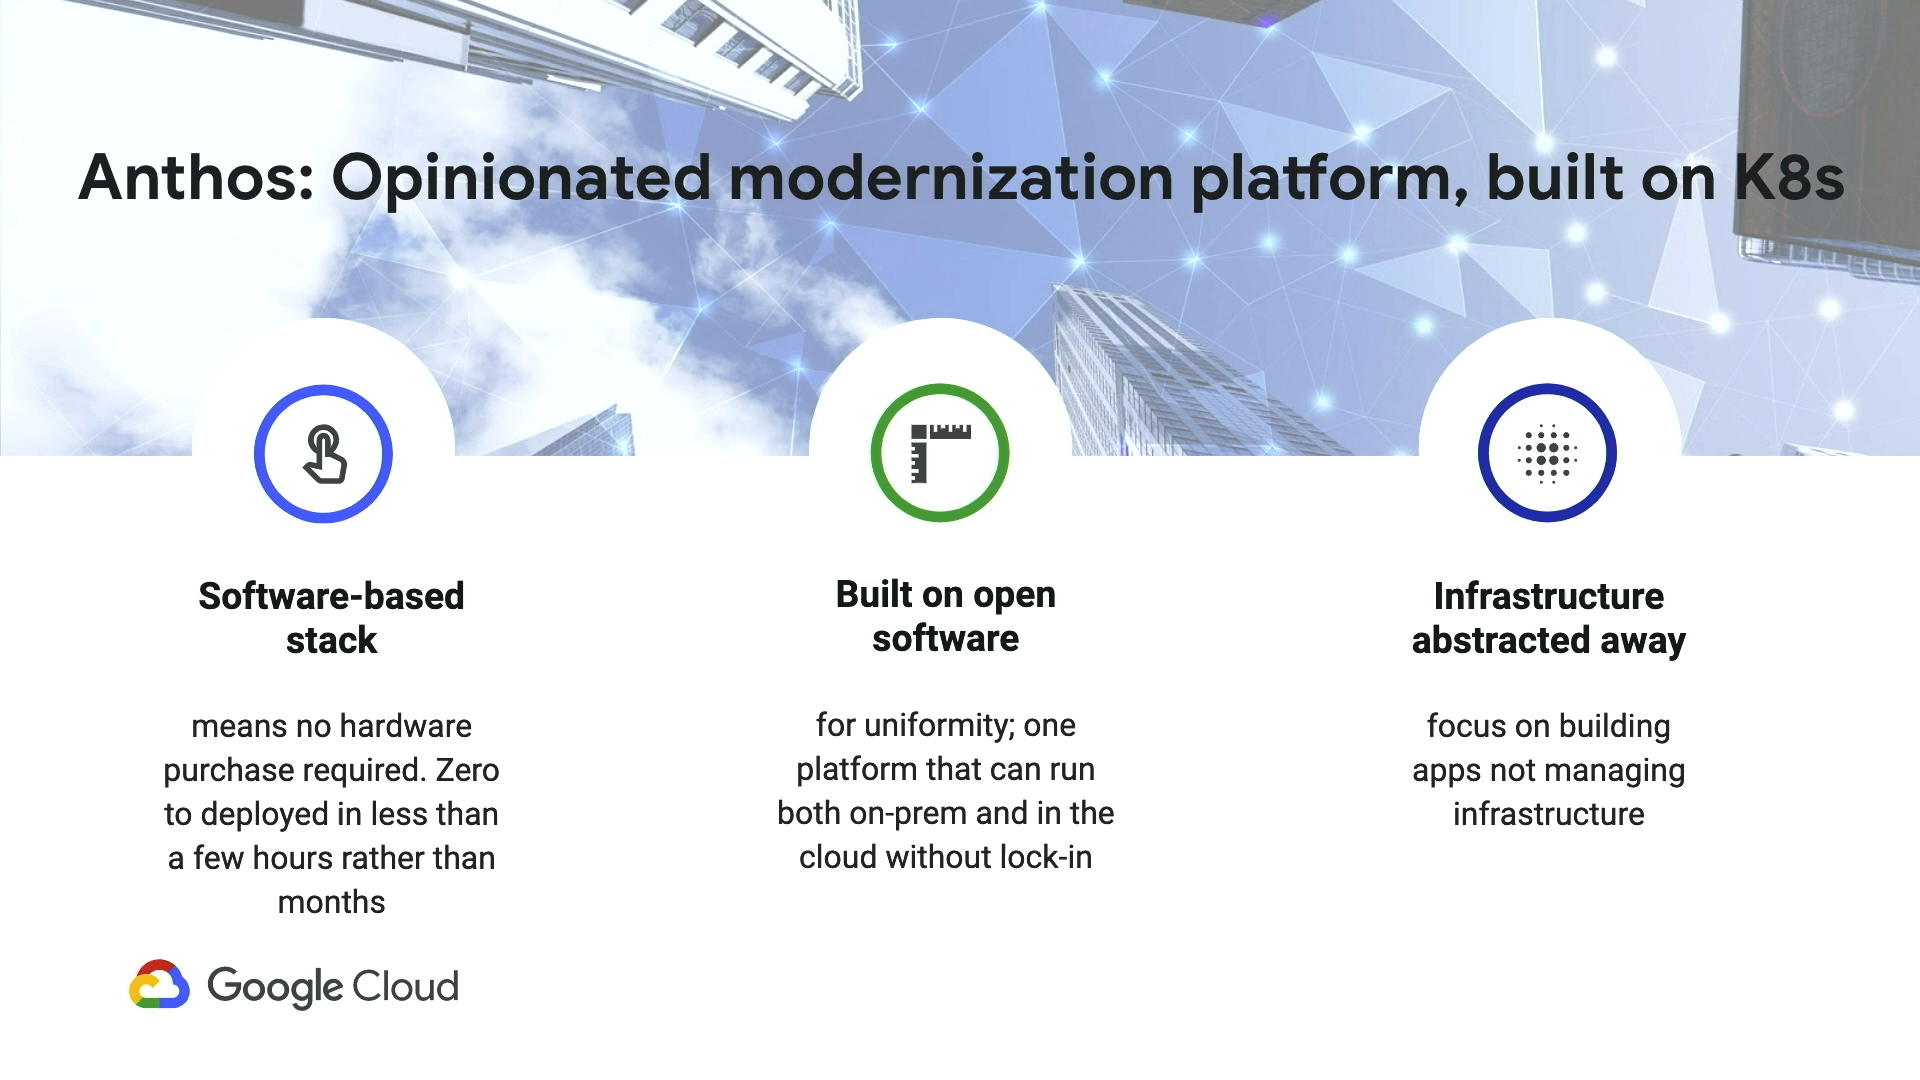 Anthos: Opinionated modernization platform, built on K8s
Software-based
stack
means no hardware
purchase required. Zero
to deployed in less than
a few hours rather than
months
Built on open
software
for uniformity; one
platform that can run
both on-prem and in the
cloud without lock-in
Infrastructure
abstracted away
focus on building
apps not managing
infrastructure
Google Cloud